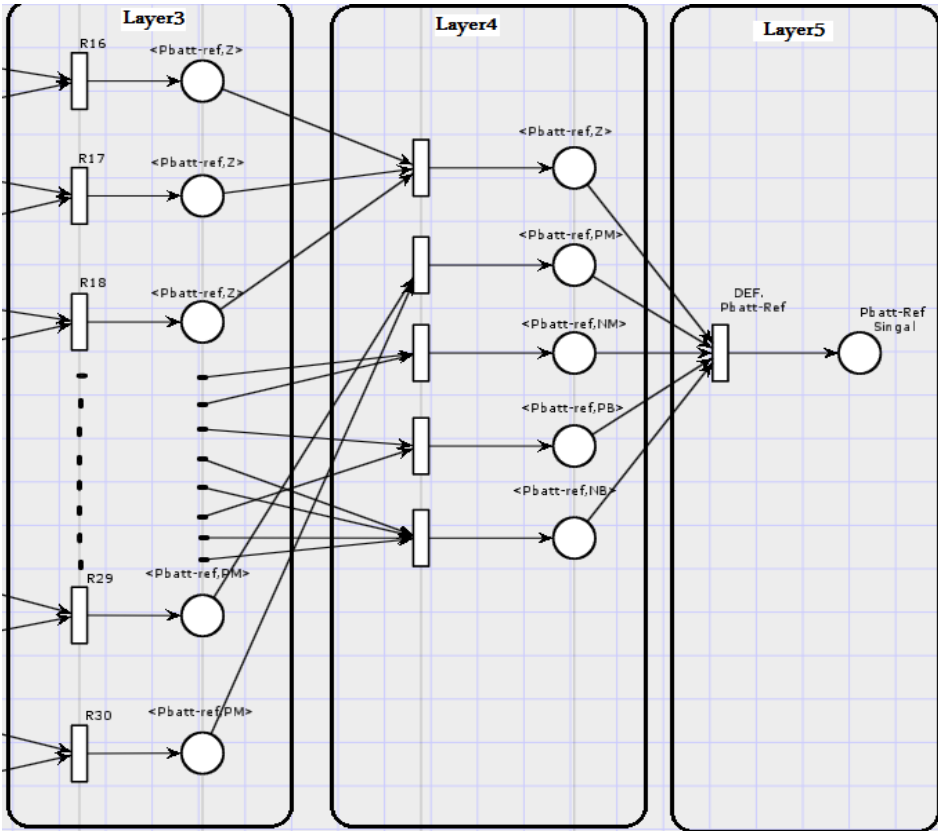 Layer3
Layer4
Layer5
R16
<Pbatt-ref,Z>
R17
<Pbatt-ref,Z>
R18
<Pbatt-ref,Z>
R29
<Pbatt-ref,PM>
R30
<Pbatt-ref,PM>
<Pbatt-ref,Z>
<Pbatt-ref,PM>
<Pbatt-ref,NM>
<Pbatt-ref,PB>
<Pbatt-ref,NB>
DEF.
Pbatt-Ref
Pbatt-Ref
Singal